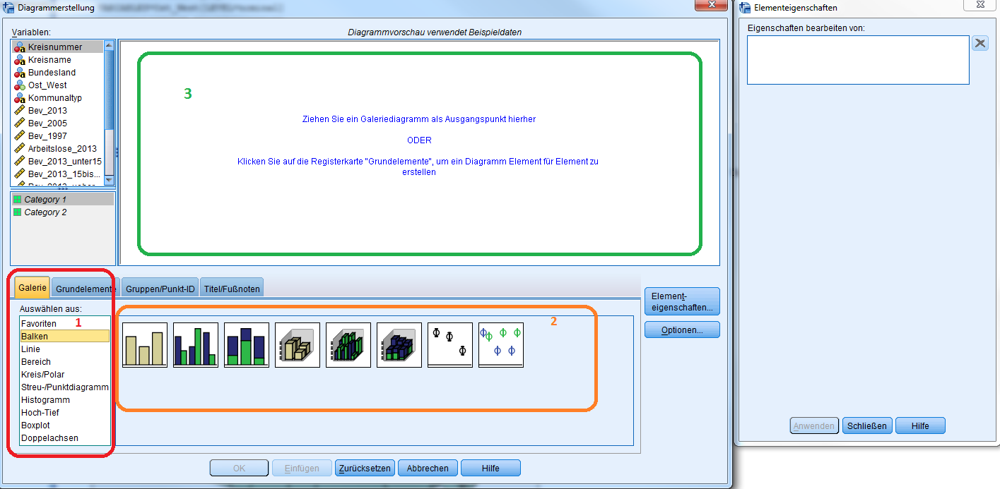 Diagrammerstellung
Variablen:
Diagrammvorschau verwendet Beispieldaten
Kreisnummer
Kreisname
Bundesland
Ost_West
Kommunaltyp
Bev_2013
Bev_2005
Bev_1997
Arbeitslose_2013
Bev_2013_unter15
Bev_2013_15bis...
Category 1
Category 2
3
Ziehen Sie ein Galeriediagramm als Ausgangspunkt hierher
ODER
Klicken Sie auf die Registerkarte "Grundelemente", um ein Diagramm Element für Element zu
erstellen
Galerie
Grundelemente
Gruppen/Punkt-ID
Titel/Fußnoten
Auswählen aus:
Favoriten
1
Balken
Linie
Bereich
Kreis/Polar
Streu-/Punktdiagramm
Histogramm
Hoch-Tief
Boxplot
Doppelachsen
2
Element-
eigenschaften...
Optionen...
OK
Einfügen
Zurücksetzen
Abbrechen
Hilfe
Elementeigenschaften
Eigenschaften bearbeiten von:
Anwenden
Schließen
Hilfe